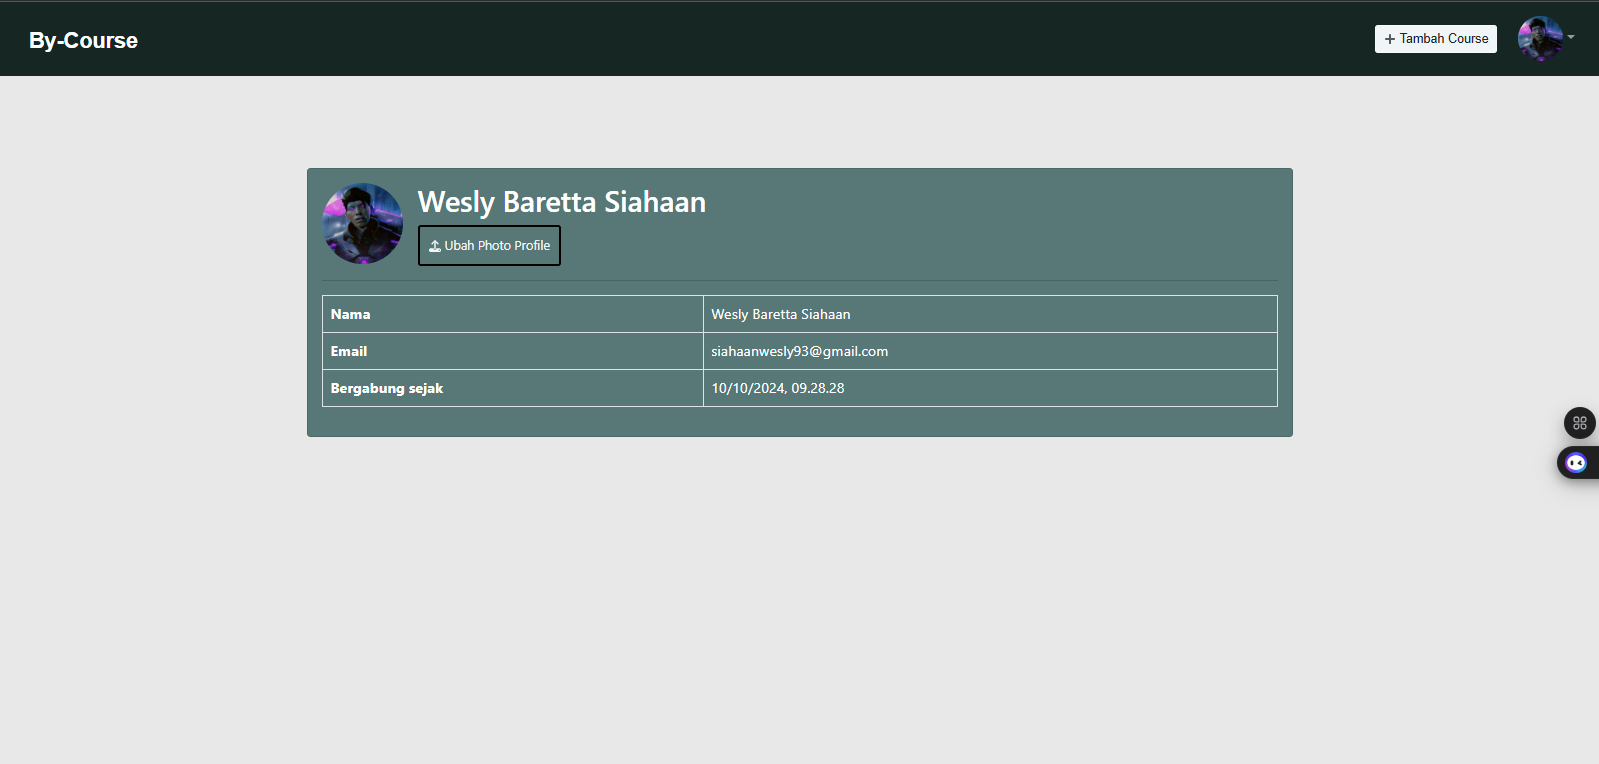 By-Course
Tambah Course
Wesly Baretta Siahaan
Ubah Photo Profile
Nama Wesly Baretta Siahaan
Email siahaanwesly93@gmail.com
Bergabung sejak 10/10/2024, 09.28.28